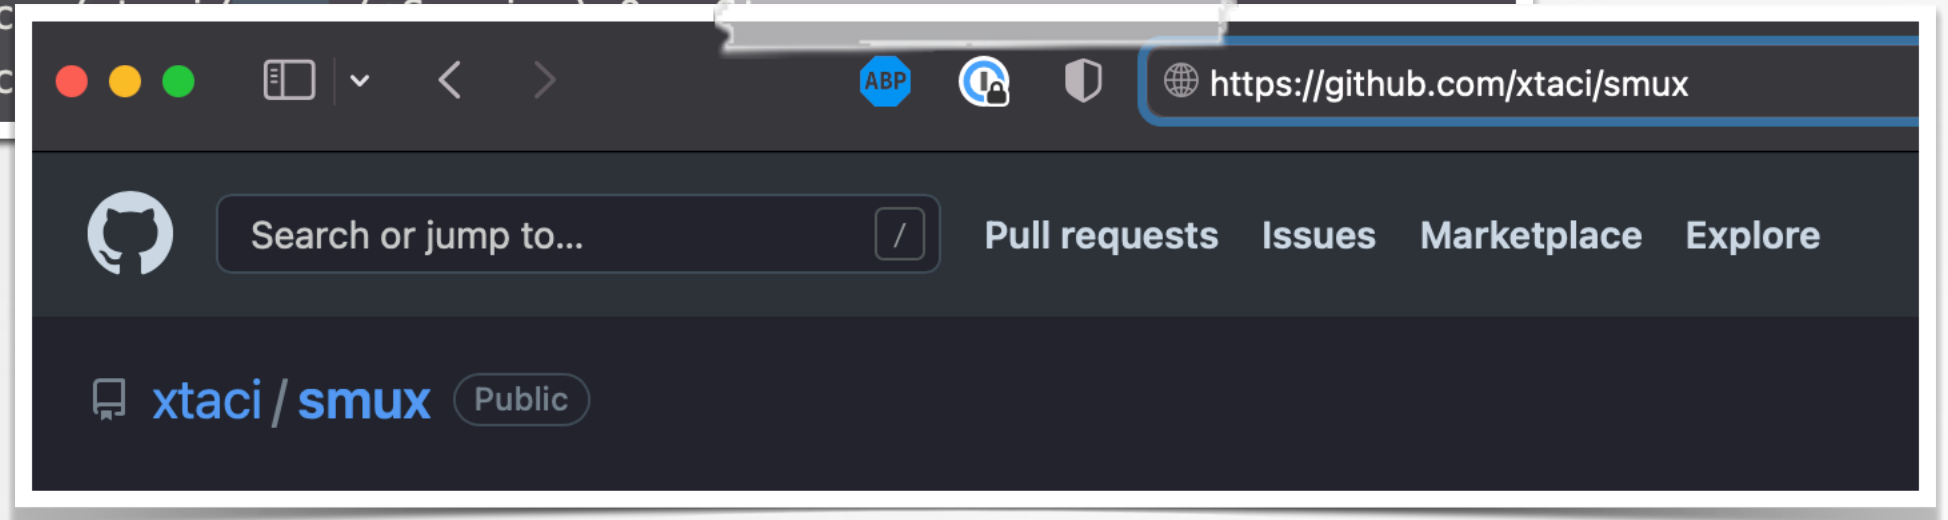 ABP
https://github.com/xtaci/smux
Search or jump to... /
Pull requests Issues Marketplace Explore
xtaci / smux Public